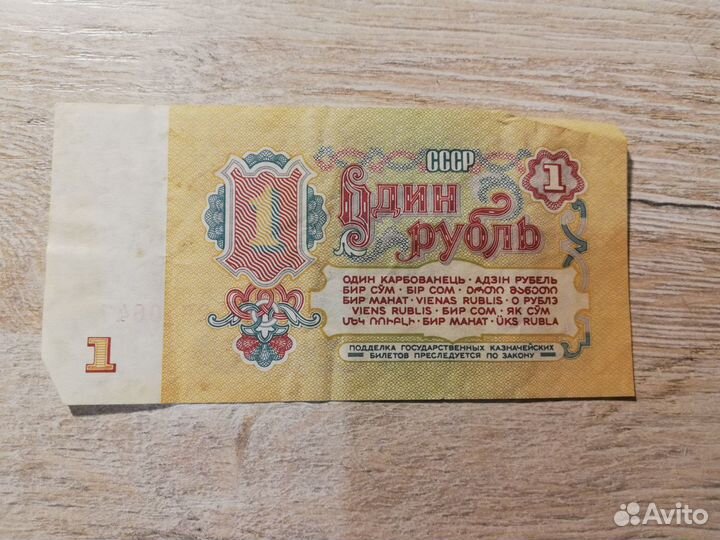 СССР
1
1
Один
рубль
ОДИН КАРБОВАНЕЦЬ · АДЗІН РУБЕЛЬ
БИР СЎМ · БІР СОМ · ᲔᲠᲗᲘ ᲛᲐᲜᲔᲗᲘ
БИР МАНАТ · VIENAS RUBLIS · О РУБЛЭ
VIENS RUBLIS · БИР СОМ · ЯК СЎМ
ՄԵԿ ՌՈՒԲԼԻ · БИР МАНАТ · ÜKS RUBLA
ПОДДЕЛКА ГОСУДАРСТВЕННЫХ КАЗНАЧЕЙСКИХ
БИЛЕТОВ ПРЕСЛЕДУЕТСЯ ПО ЗАКОНУ
1
Avito